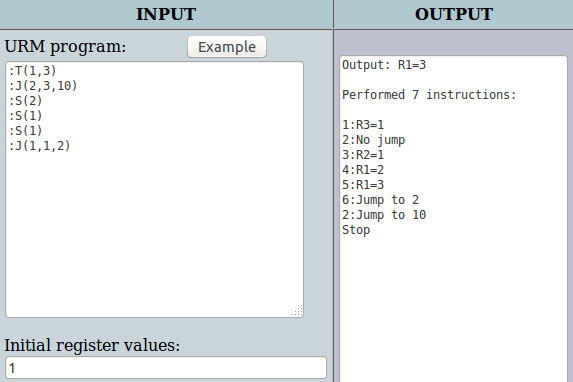 INPUT
URM program:
Example
:T(1,3)
:J(2,3,10)
:S(2)
:S(1)
:S(1)
:J(1,1,2)
Initial register values:
1
OUTPUT
Output: R1=3
Performed 7 instructions:
1:R3=1
2:No jump
3:R2=1
4:R1=2
5:R1=3
6:Jump to 2
2:Jump to 10
Stop